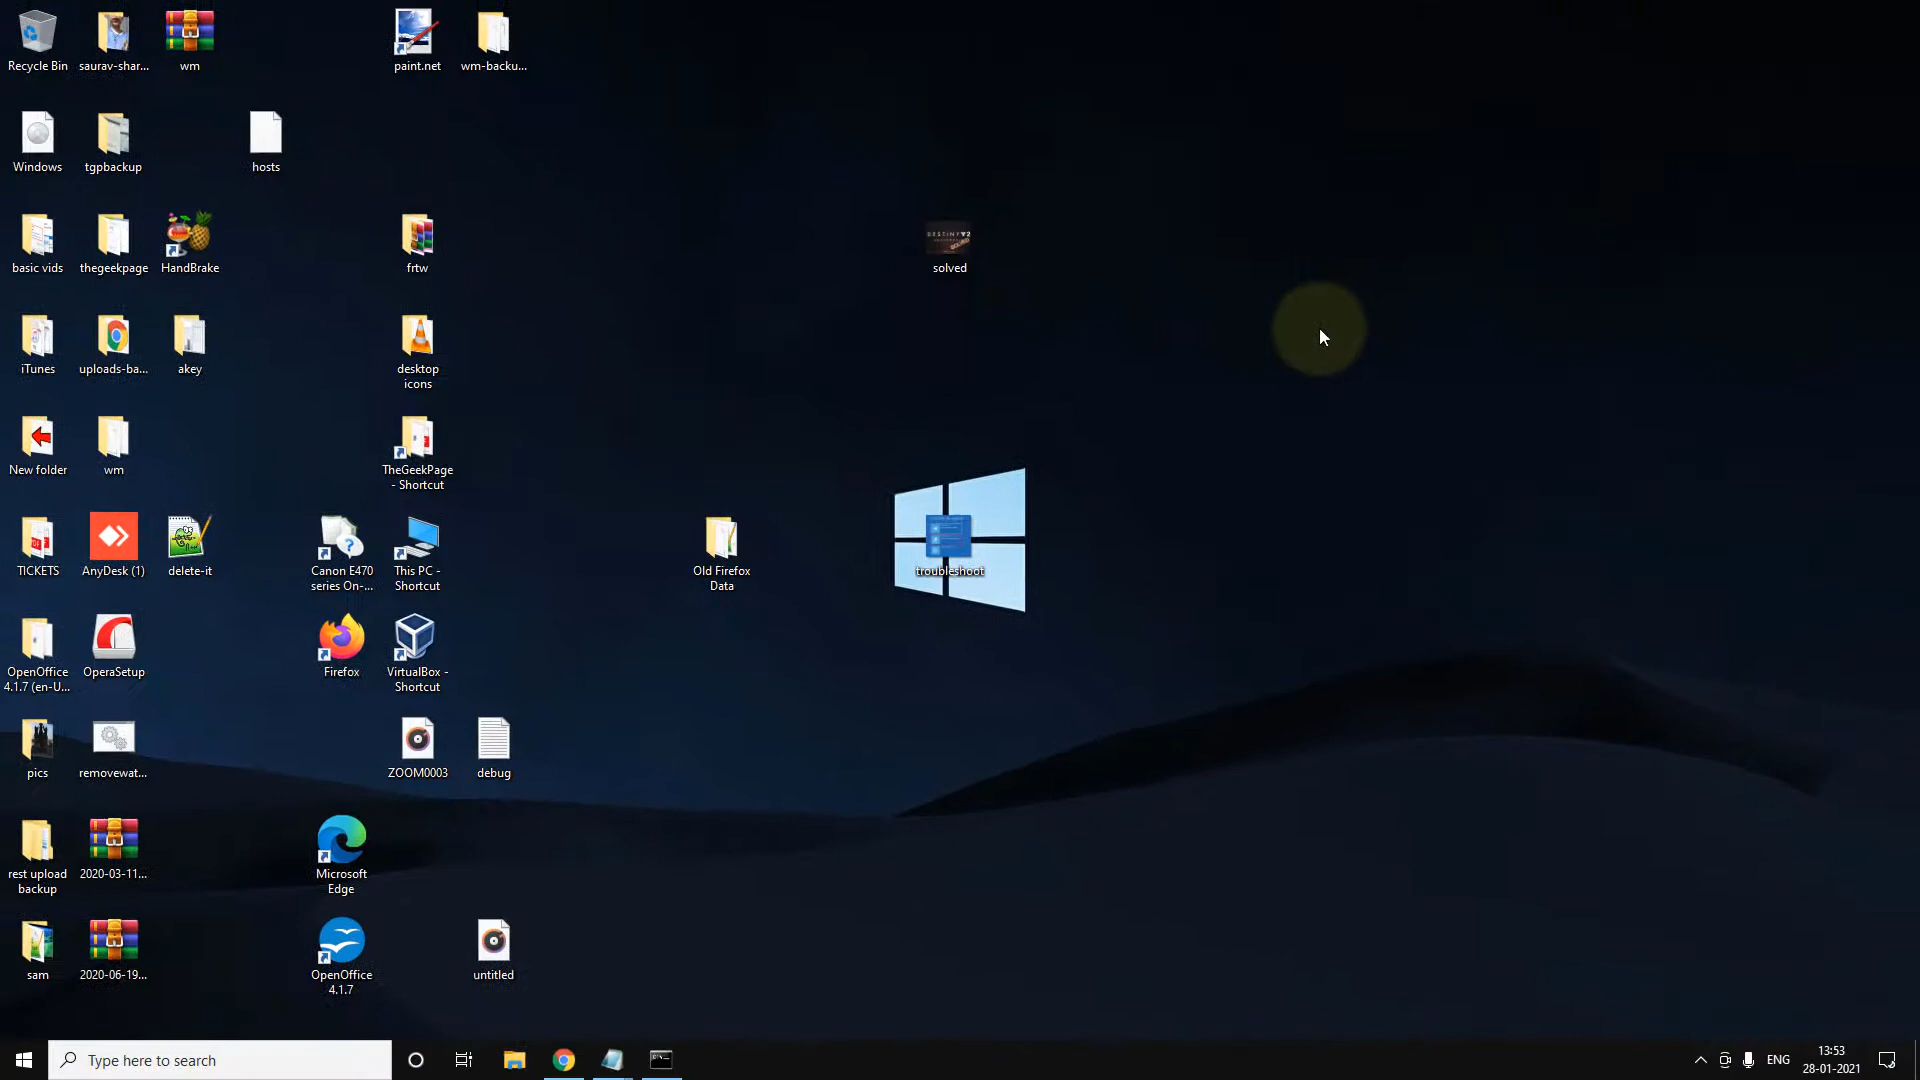 Recycle Bin
saurav-shar...
wm
paint.net
wm-backu...
Windows
tgpbackup
hosts
basic vids
thegeekpage
HandBrake
frtw
DESTINY 2
solved
iTunes
uploads-ba...
akey
desktop
icons
New folder
wm
TheGeekPage
- Shortcut
TICKETS
AnyDesk (1)
delete-it
Canon E470
series On-...
This PC -
Shortcut
Old Firefox
Data
troubleshoot
OpenOffice
4.1.7 (en-U...
OperaSetup
Firefox
VirtualBox -
Shortcut
pics
removewat...
ZOOM0003
debug
rest upload
backup
2020-03-11...
Microsoft
Edge
sam
2020-06-19...
OpenOffice
4.1.7
untitled
Type here to search
ENG
13:53
28-01-2021